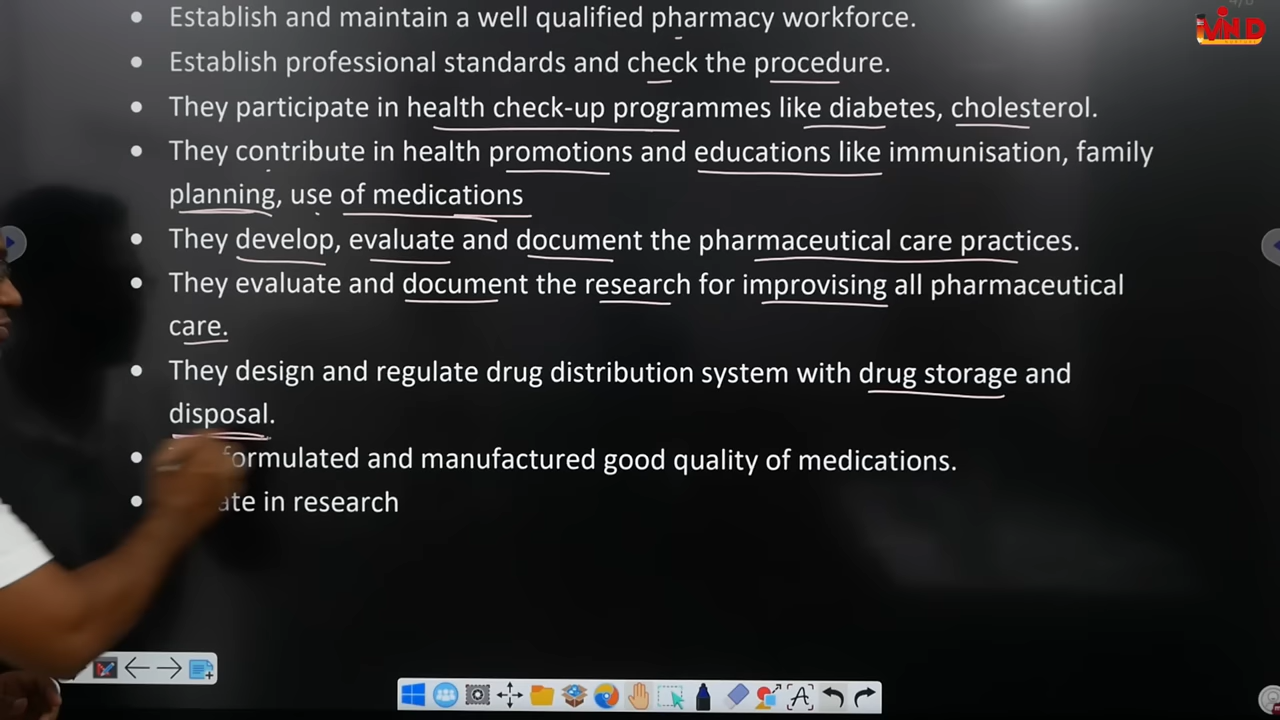 4/6
• Establish and maintain a well qualified pharmacy workforce.
• Establish professional standards and check the procedure.
• They participate in health check-up programmes like diabetes, cholesterol.
• They contribute in health promotions and educations like immunisation, family
planning, use of medications
• They develop, evaluate and document the pharmaceutical care practices.
• They evaluate and document the research for improvising all pharmaceutical
care.
• They design and regulate drug distribution system with drug storage and
disposal.
• formulated and manufactured good quality of medications.
• in research